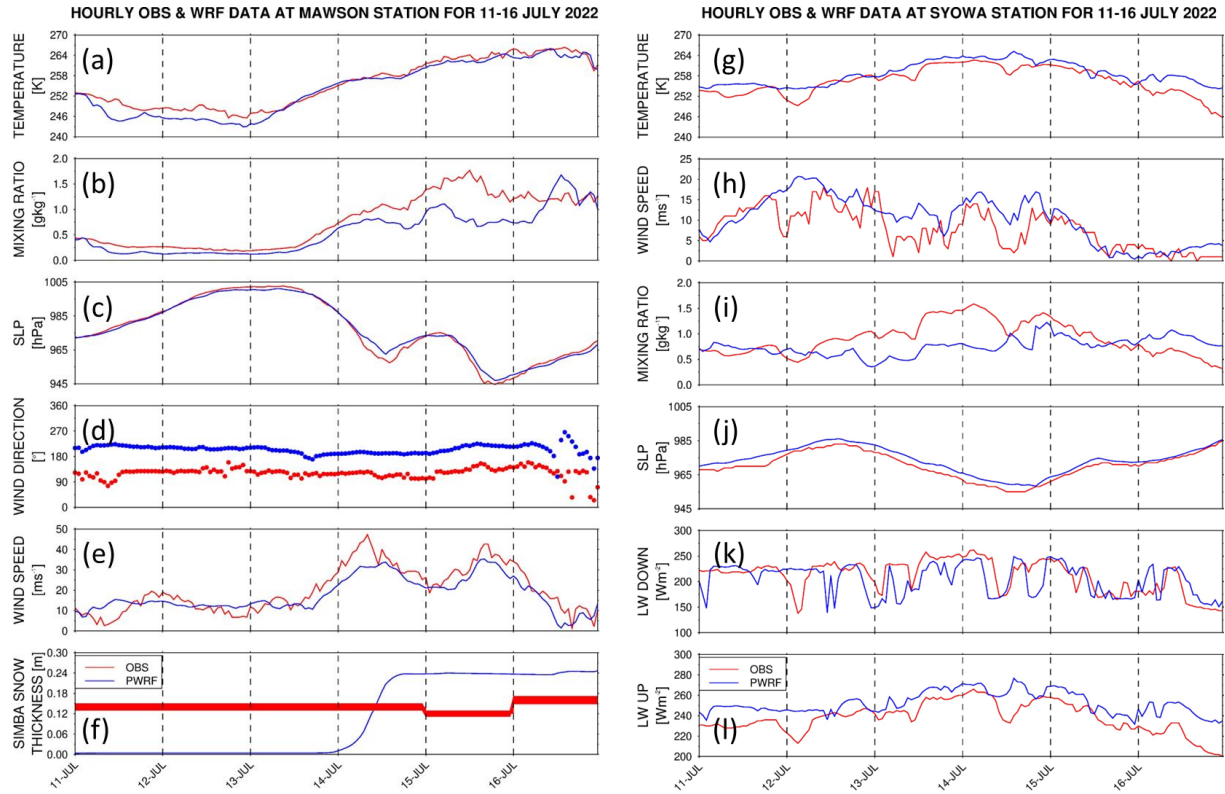 HOURLY OBS & WRF DATA AT MAWSON STATION FOR 11-16 JULY 2022
(a)
TEMPERATURE
[K]
270
264
258
252
246
240
(b)
MIXING RATIO
[gkg⁻¹]
2.0
1.5
1.0
0.5
0.0
(c)
SLP
[hPa]
1005
985
965
945
(d)
WIND DIRECTION
[°]
360
270
180
90
0
(e)
WIND SPEED
[ms⁻¹]
50
40
30
20
10
0
(f)
SIMBA SNOW
THICKNESS [m]
0.30
0.24
0.18
0.12
0.06
0.00
OBS
PWRF
11-JUL
12-JUL
13-JUL
14-JUL
15-JUL
16-JUL
HOURLY OBS & WRF DATA AT SYOWA STATION FOR 11-16 JULY 2022
(g)
TEMPERATURE
[K]
270
264
258
252
246
240
(h)
WIND SPEED
[ms⁻¹]
25
20
15
10
5
0
(i)
MIXING RATIO
[gkg⁻¹]
2.0
1.5
1.0
0.5
0.0
(j)
SLP
[hPa]
1005
985
965
945
(k)
LW DOWN
[Wm⁻²]
300
250
200
150
100
(l)
LW UP
[Wm⁻²]
300
280
260
240
220
200
OBS
PWRF
11-JUL
12-JUL
13-JUL
14-JUL
15-JUL
16-JUL